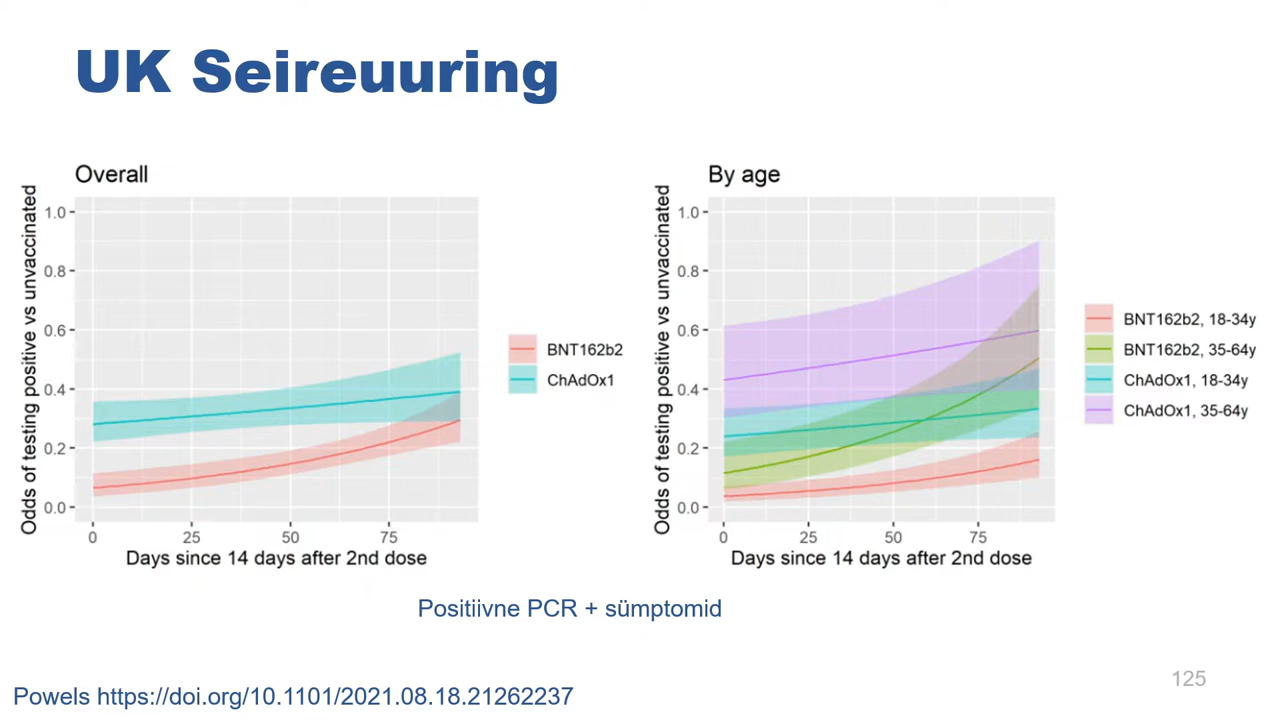 UK Seireuuring
Overall
Odds of testing positive vs unvaccinated
1.0
0.8
0.6
0.4
0.2
0.0
0 25 50 75
Days since 14 days after 2nd dose
BNT162b2
ChAdOx1
By age
Odds of testing positive vs unvaccinated
1.0
0.8
0.6
0.4
0.2
0.0
0 25 50 75
Days since 14 days after 2nd dose
BNT162b2, 18-34y
BNT162b2, 35-64y
ChAdOx1, 18-34y
ChAdOx1, 35-64y
Positiivne PCR + sümptomid
Powels https://doi.org/10.1101/2021.08.18.21262237
125